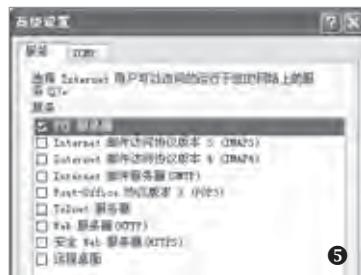 高级设置
服务 ICMP
选择 Internet 用户可以访问的运行于您的网络上的服
务(Z)。
服务
FTP 服务器
Internet 邮件访问协议版本 3 (IMAP3)
Internet 邮件访问协议版本 4 (IMAP4)
Internet 邮件服务器 (SMTP)
Post-Office 协议版本 3 (POP3)
Telnet 服务器
Web 服务器(HTTP)
安全 Web 服务器(HTTPS)
远程桌面
5